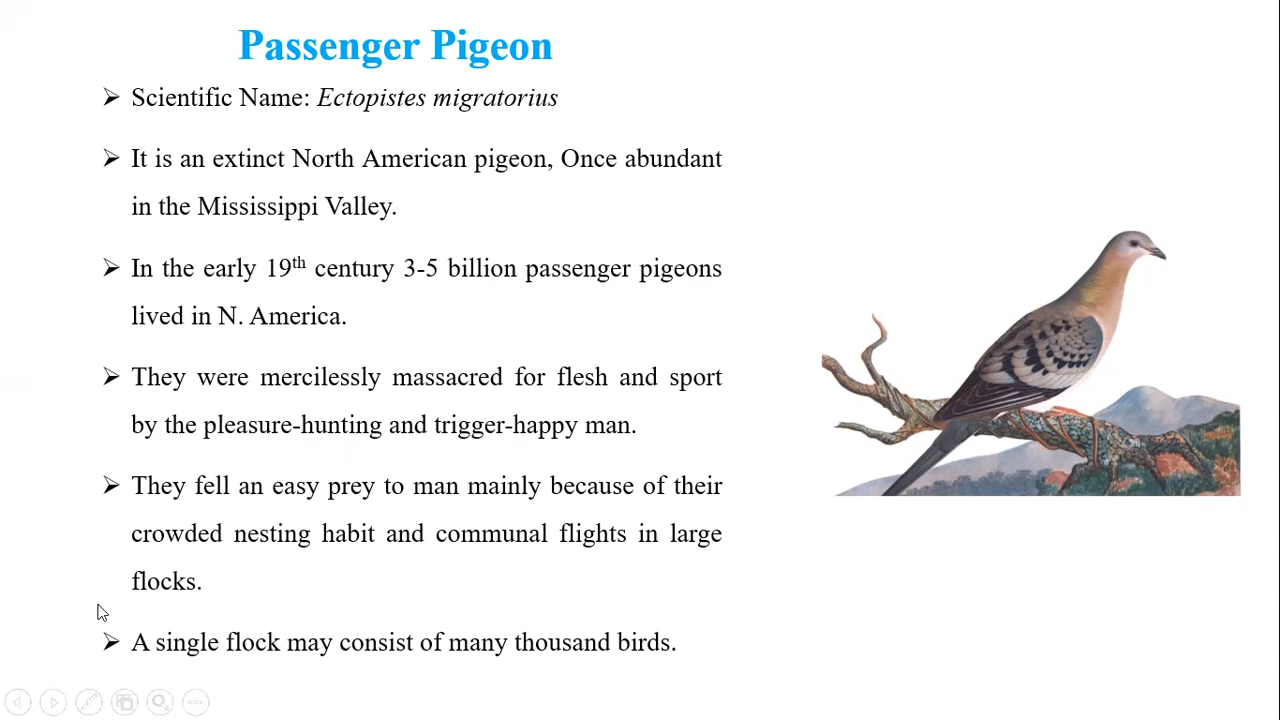 Passenger Pigeon
➢ Scientific Name: Ectopistes migratorius
➢ It is an extinct North American pigeon, Once abundant
in the Mississippi Valley.
➢ In the early 19th century 3-5 billion passenger pigeons
lived in N. America.
➢ They were mercilessly massacred for flesh and sport
by the pleasure-hunting and trigger-happy man.
➢ They fell an easy prey to man mainly because of their
crowded nesting habit and communal flights in large
flocks.
➢ A single flock may consist of many thousand birds.